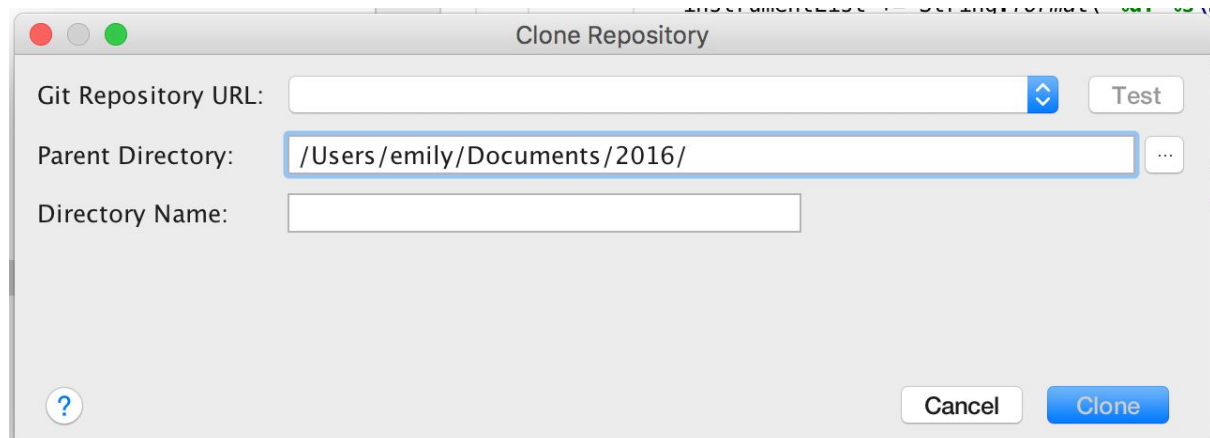 Clone Repository
Git Repository URL:
Test
Parent Directory: /Users/emily/Documents/2016/ ...
Directory Name:
? Cancel Clone